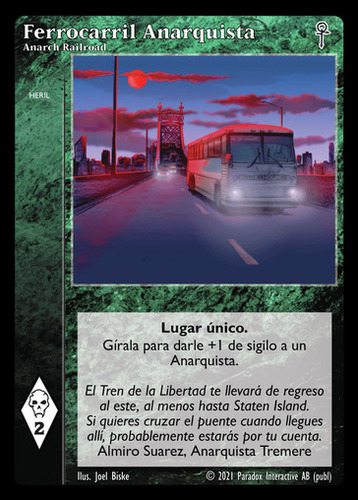 Ferrocarril Anarquista
Anarch Railroad
HERIL
Lugar único.
Gírala para darle +1 de sigilo a un
Anarquista.
El Tren de la Libertad te llevará de regreso
al este, al menos hasta Staten Island.
Si quieres cruzar el puente cuando llegues
allí, probablemente estarás por tu cuenta.
Almiro Suarez, Anarquista Tremere
2
Ilus. Joel Biske
© 2021 Paradox Interactive AB (publ)